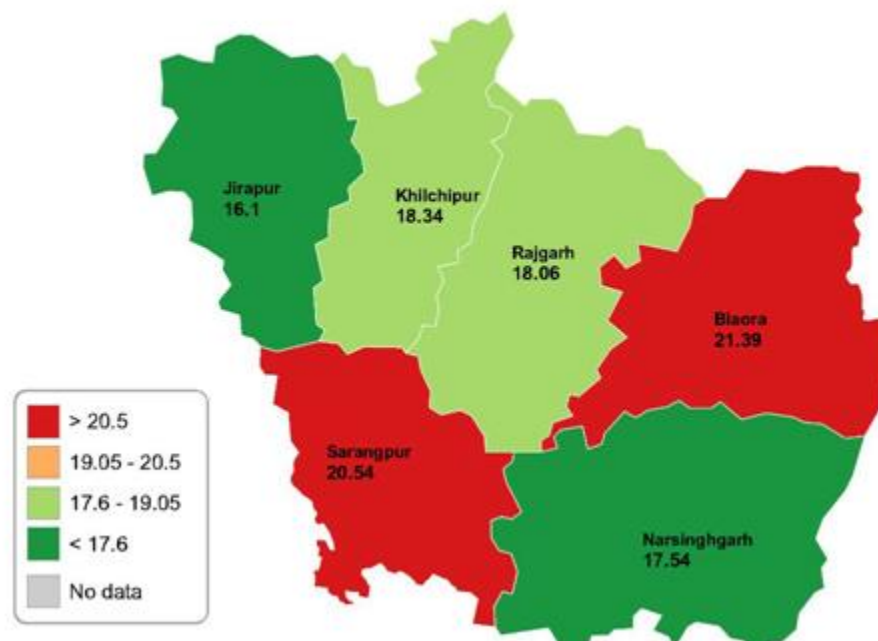 Jirapur
16.1
Khilchipur
18.34
Rajgarh
18.06
Biaora
21.39
Sarangpur
20.54
Narsinghgarh
17.54
> 20.5
19.05 - 20.5
17.6 - 19.05
< 17.6
No data